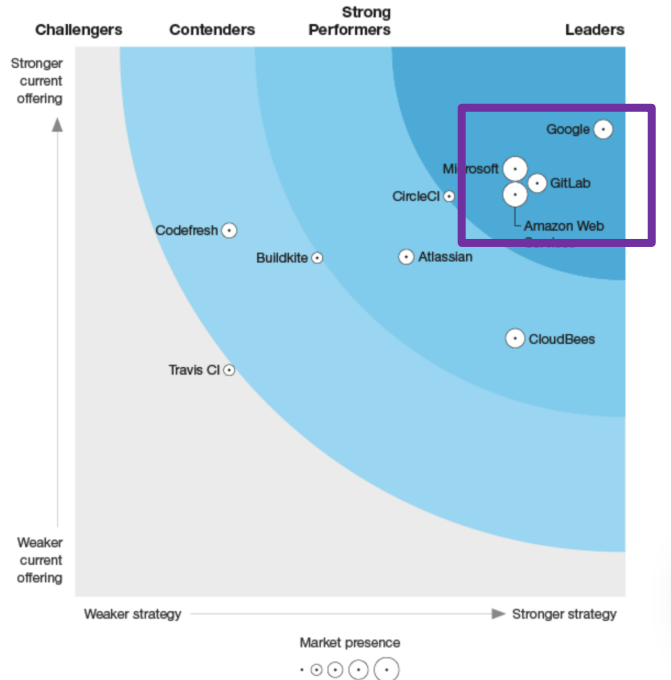 Challengers
Contenders
Strong
Performers
Leaders
Stronger
current
offering
Google
Microsoft
GitLab
CircleCI
Amazon Web
Codefresh
Buildkite
Atlassian
CloudBees
Travis CI
Weaker
current
offering
Weaker strategy
Stronger strategy
Market presence